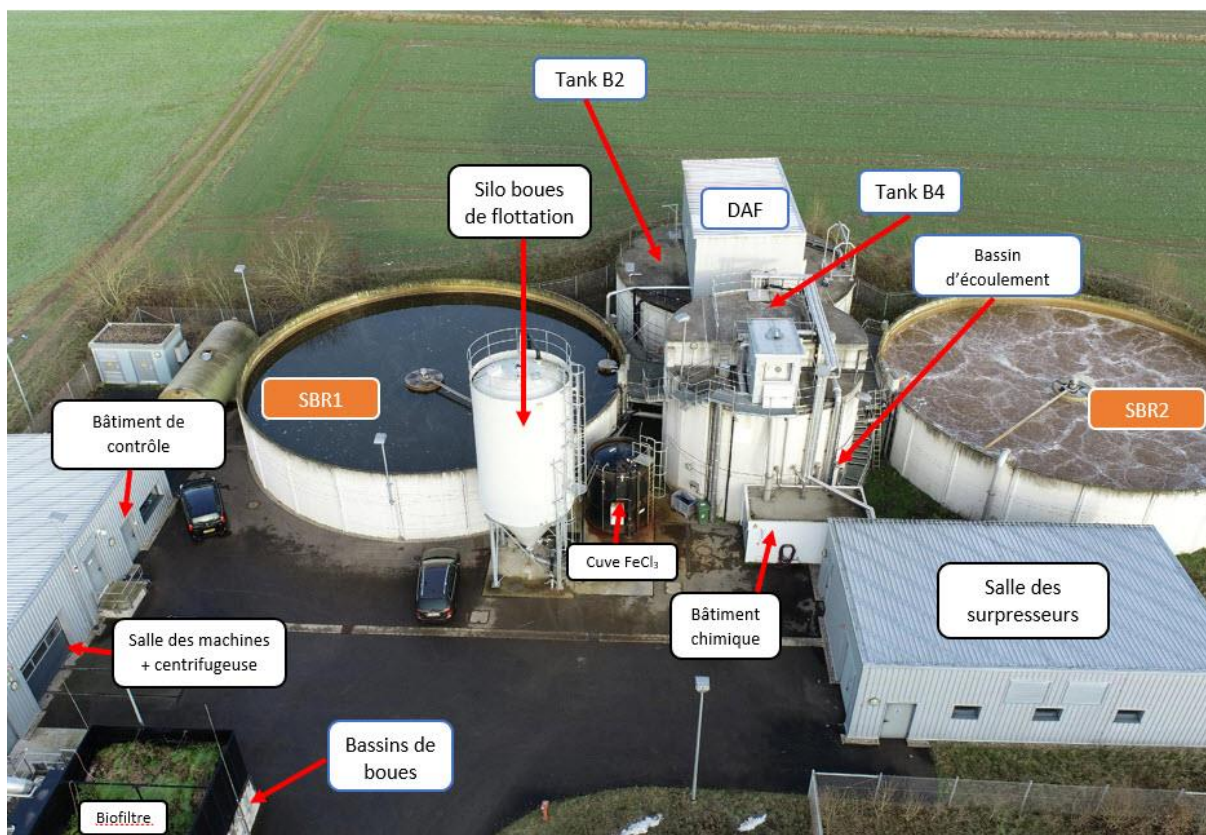 Tank B2
Silo boues
de flottation
DAF
Tank B4
Bassin
d’écoulement
SBR1
SBR2
Bâtiment de
contrôle
Cuve FeCl₃
Salle des
surpresseurs
Bâtiment
chimique
Salle des machines
+ centrifugeuse
Bassins de
boues
Biofiltre